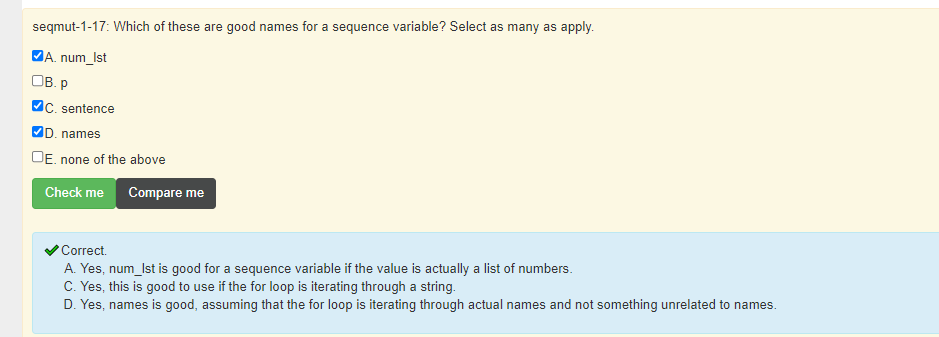 seqmut-1-17: Which of these are good names for a sequence variable? Select as many as apply.
A. num_lst
B. p
C. sentence
D. names
E. none of the above
Check me Compare me
Correct.
A. Yes, num_lst is good for a sequence variable if the value is actually a list of numbers.
C. Yes, this is good to use if the for loop is iterating through a string.
D. Yes, names is good, assuming that the for loop is iterating through actual names and not something unrelated to names.